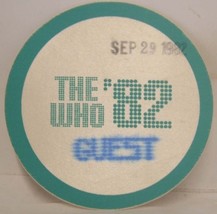 SEP 29 1982
THE '82
WHO
GUEST